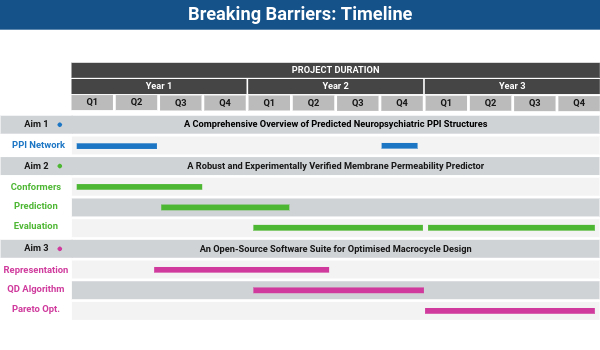 Breaking Barriers: Timeline
PROJECT DURATION
Year 1 Year 2 Year 3
Q1 Q2 Q3 Q4 Q1 Q2 Q3 Q4 Q1 Q2 Q3 Q4
Aim 1 A Comprehensive Overview of Predicted Neuropsychiatric PPI Structures
PPI Network
Aim 2 A Robust and Experimentally Verified Membrane Permeability Predictor
Conformers
Prediction
Evaluation
Aim 3 An Open-Source Software Suite for Optimised Macrocycle Design
Representation
QD Algorithm
Pareto Opt.